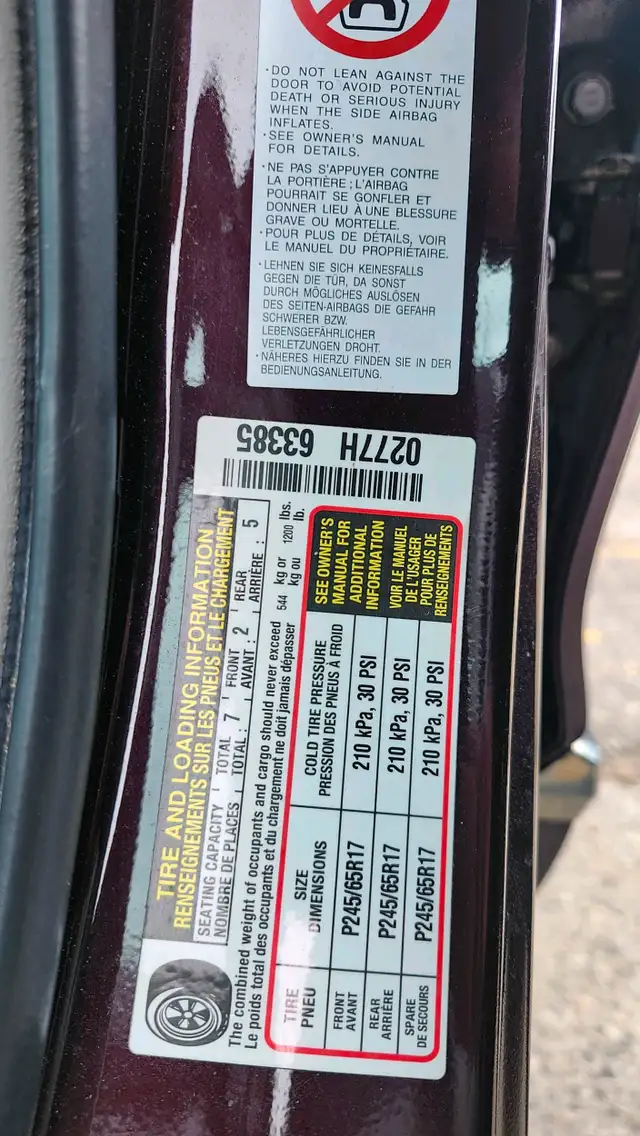 ·DO NOT LEAN AGAINST THE
DOOR TO AVOID POTENTIAL
DEATH OR SERIOUS INJURY
WHEN THE SIDE AIRBAG
INFLATES.
·SEE OWNER'S MANUAL
FOR DETAILS.
·NE PAS S'APPUYER CONTRE
LA PORTIÈRE; L'AIRBAG
POURRAIT SE GONFLER ET
DONNER LIEU À UNE BLESSURE
GRAVE OU MORTELLE.
·POUR PLUS DE DÉTAILS, VOIR
LE MANUEL DU PROPRIÉTAIRE.
·LEHNEN SIE SICH KEINESFALLS
GEGEN DIE TÜR, DA SONST
DURCH MÖGLICHES AUSLÖSEN
DES SEITEN-AIRBAGS DIE GEFAHR
SCHWERER BZW.
LEBENSGEFÄHRLICHER
VERLETZUNGEN DROHT.
·NÄHERES HIERZU FINDEN SIE IN DER
BEDIENUNGSANLEITUNG.
0277H 63385
TIRE AND LOADING INFORMATION
RENSEIGNEMENTS SUR LES PNEUS ET LE CHARGEMENT
SEATING CAPACITY TOTAL 7 FRONT 2 REAR 5
NOMBRE DE PLACES TOTAL : AVANT : ARRIÈRE :
The combined weight of occupants and cargo should never exceed 544 kg or 1200 lbs.
Le poids total des occupants et du chargement ne doit jamais dépasser kg ou lb.
TIRE SIZE COLD TIRE PRESSURE
PNEU DIMENSIONS PRESSION DES PNEUS À FROID
FRONT P245/65R17 210 kPa, 30 PSI
AVANT
REAR P245/65R17 210 kPa, 30 PSI
ARRIÈRE
SPARE P245/65R17 210 kPa, 30 PSI
DE SECOURS
SEE OWNER'S
MANUAL FOR
ADDITIONAL
INFORMATION
VOIR LE MANUEL
DE L'USAGER
POUR PLUS DE
RENSEIGNEMENTS